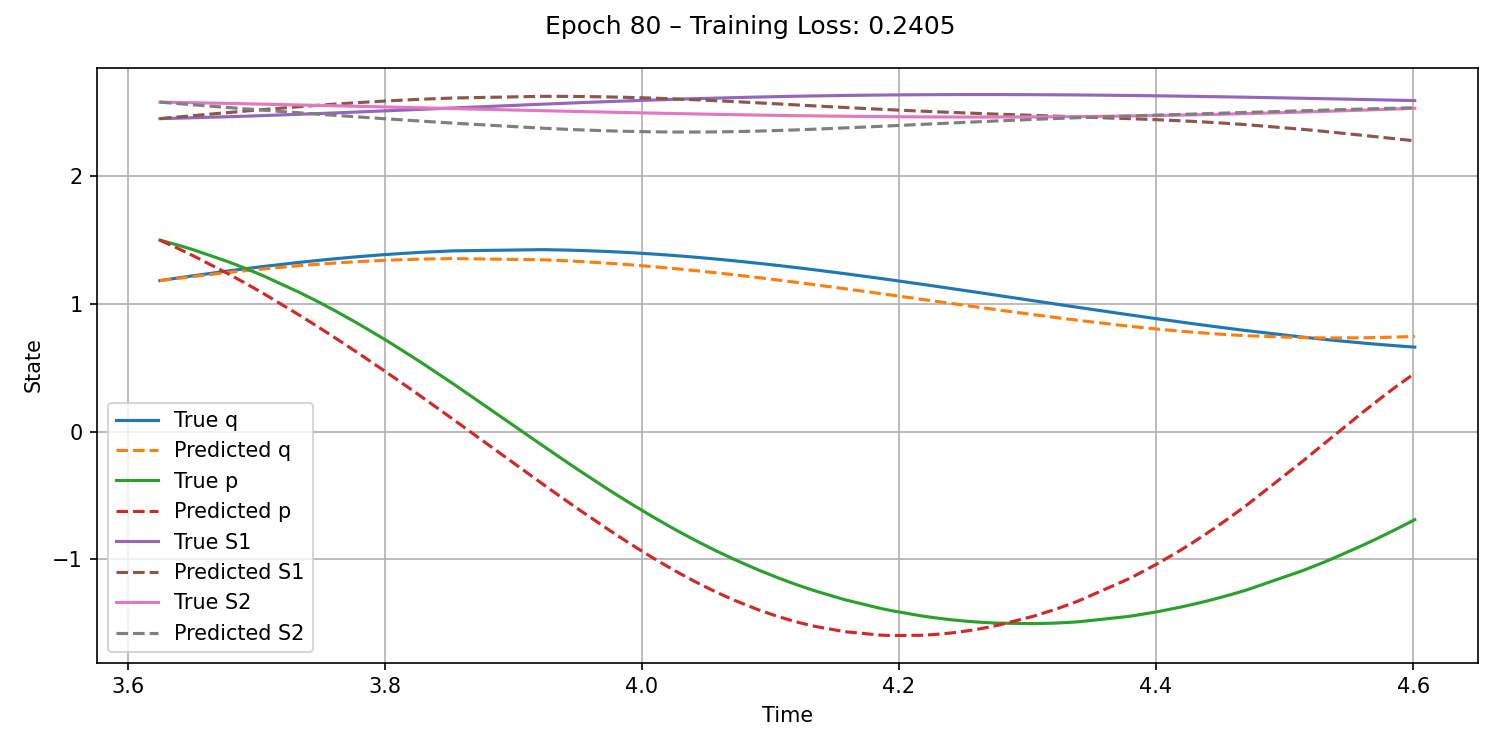 Epoch 80 – Training Loss: 0.2405
State
2
1
0
−1
True q
Predicted q
True p
Predicted p
True S1
Predicted S1
True S2
Predicted S2
3.6 3.8 4.0 4.2 4.4 4.6
Time